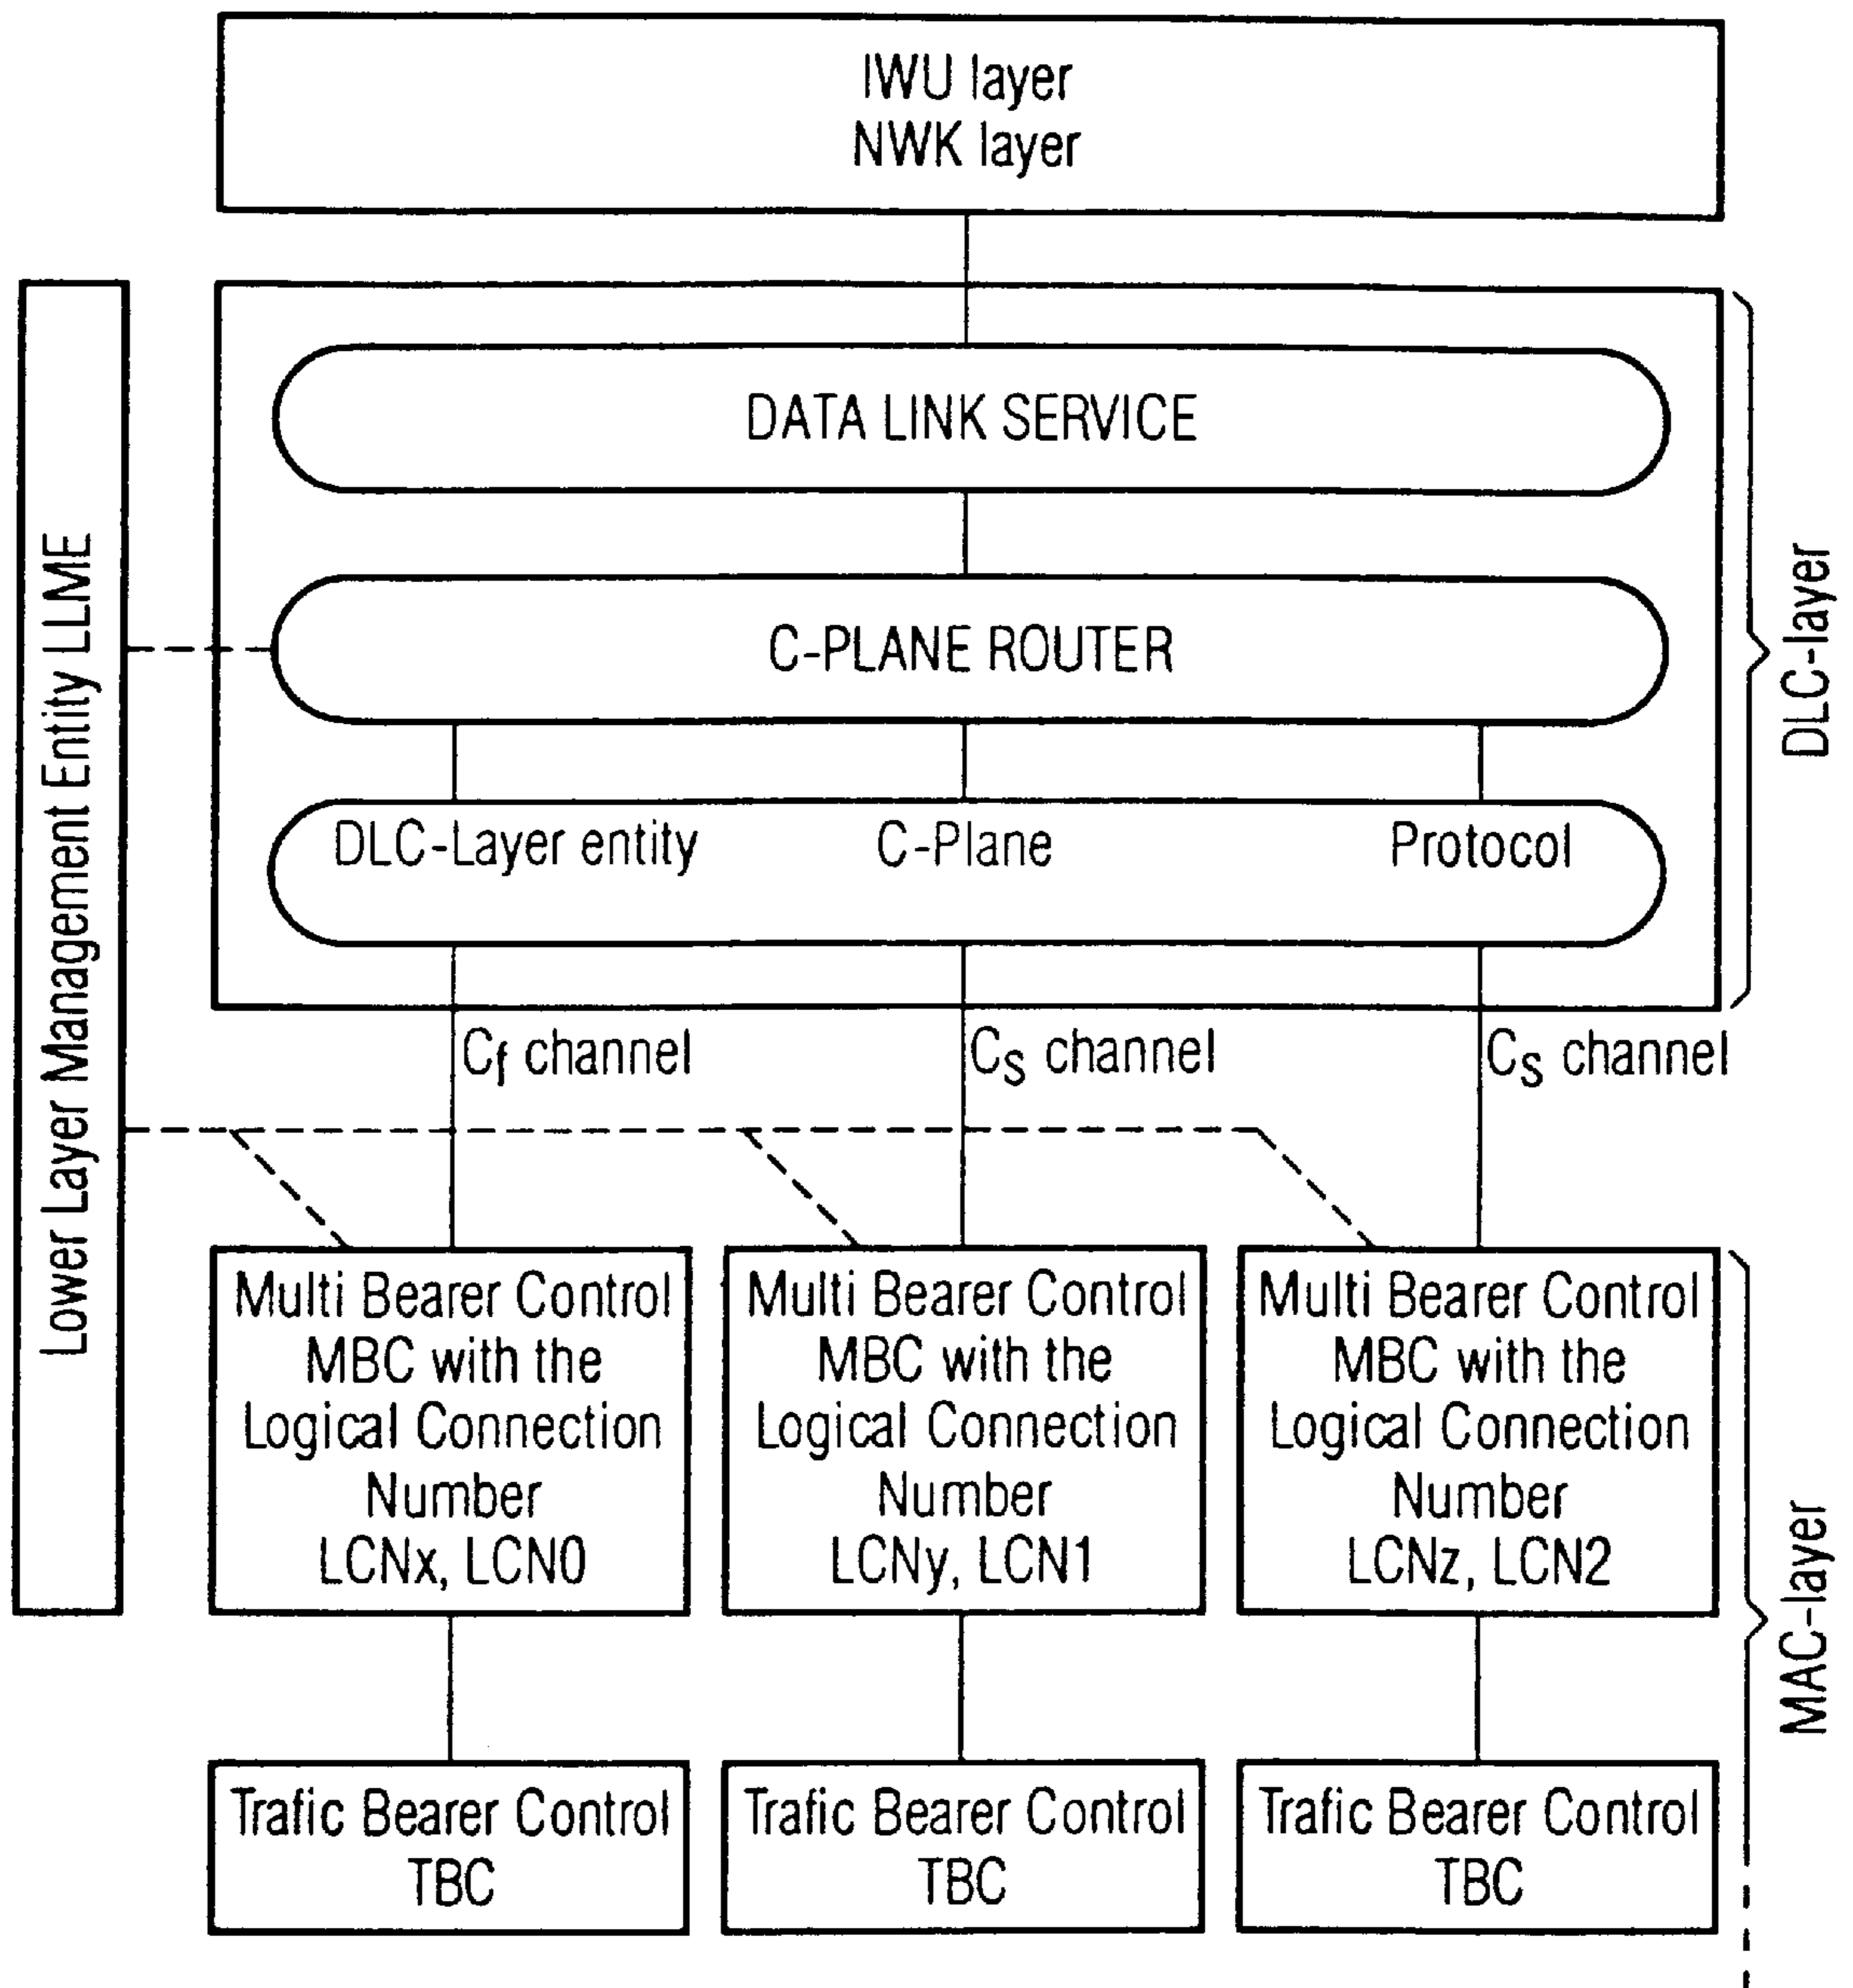 IWU layer
NWK layer
Lower Layer Management Entity LLME
DATA LINK SERVICE
C-PLANE ROUTER
DLC-Layer entity C-Plane Protocol
DLC-layer
Cf channel
Cs channel
Cs channel
Multi Bearer Control
MBC with the
Logical Connection
Number
LCNx, LCN0
Multi Bearer Control
MBC with the
Logical Connection
Number
LCNy, LCN1
Multi Bearer Control
MBC with the
Logical Connection
Number
LCNz, LCN2
MAC-layer
Trafic Bearer Control
TBC
Trafic Bearer Control
TBC
Trafic Bearer Control
TBC